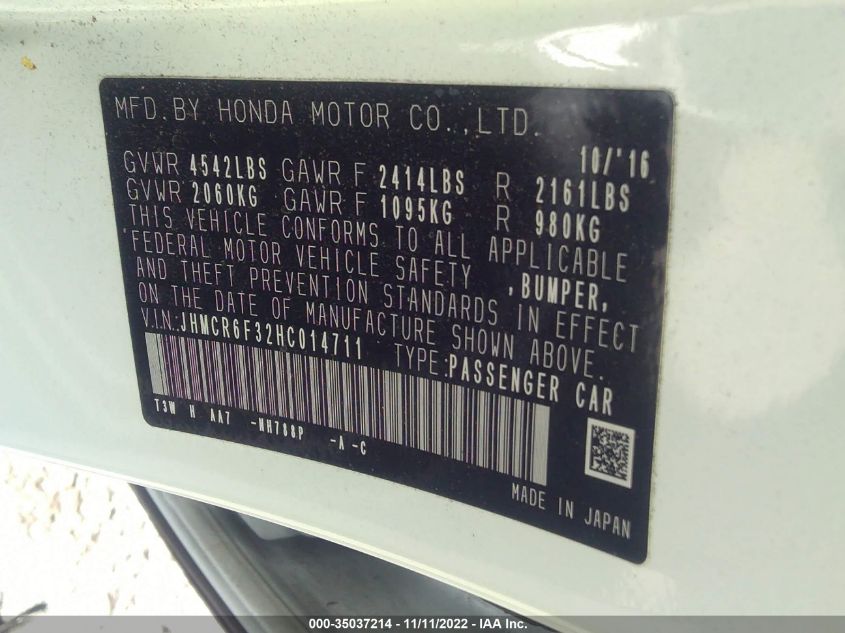 MFD.BY HONDA MOTOR CO.,LTD.
10/'16
GVWR 4542LBS GAWR F 2414LBS R 2161LBS
GVWR 2060KG GAWR F 1095KG R 980KG
THIS VEHICLE CONFORMS TO ALL APPLICABLE
FEDERAL MOTOR VEHICLE SAFETY ,BUMPER,
AND THEFT PREVENTION STANDARDS IN EFFECT
ON THE DATE OF MANUFACTURE SHOWN ABOVE.
V.I.N.:JHMCR6F32HC014711 TYPE:PASSENGER CAR
T3W H AA7 -NH788P -A -C
MADE IN JAPAN
000-35037214 - 11/11/2022 - IAA Inc.